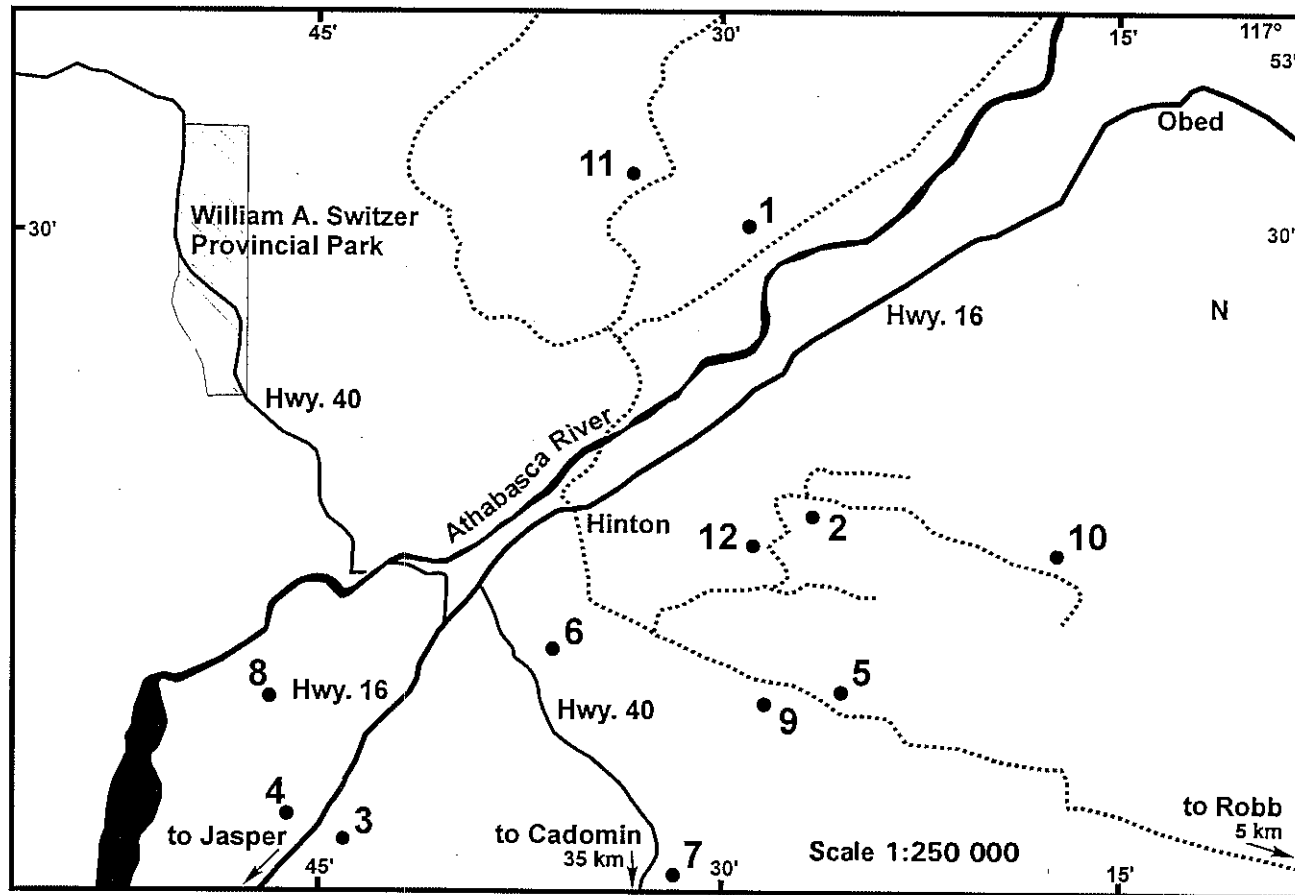 45'
30'
15'
117°
53'
11
1
Obed
William A. Switzer
Provincial Park
30'
30'
Hwy. 16
N
Hwy. 40
Athabasca River
Hinton
12
2
10
6
8
Hwy. 16
5
Hwy. 40
9
4
3
to Jasper
to Cadomin
35 km
7
Scale 1:250 000
to Robb
5 km
45'
30'
15'